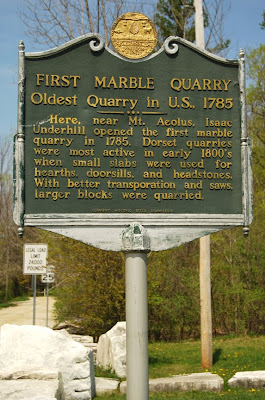 FIRST MARBLE QUARRY
Oldest Quarry in U.S., 1785
Here, near Mt. Aeolus, Isaac
Underhill opened the first marble
quarry in 1785. Dorset quarries
were most active in early 1800's
when small slabs were used for
hearths, doorsills, and headstones.
With better transporation and saws,
larger blocks were quarried.
LEGAL LOAD
LIMIT
24000
POUNDS
25